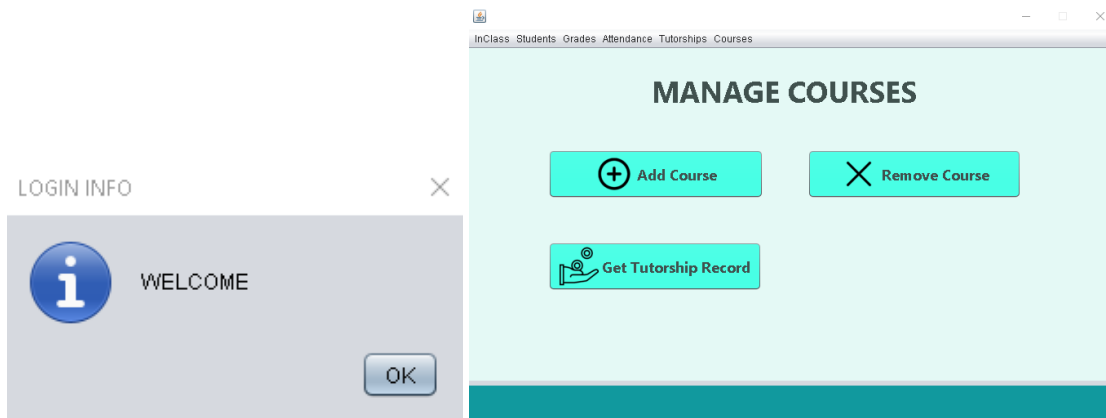 LOGIN INFO
WELCOME
OK
InClass Students Grades Attendance Tutorships Courses
MANAGE COURSES
Add Course
Remove Course
Get Tutorship Record